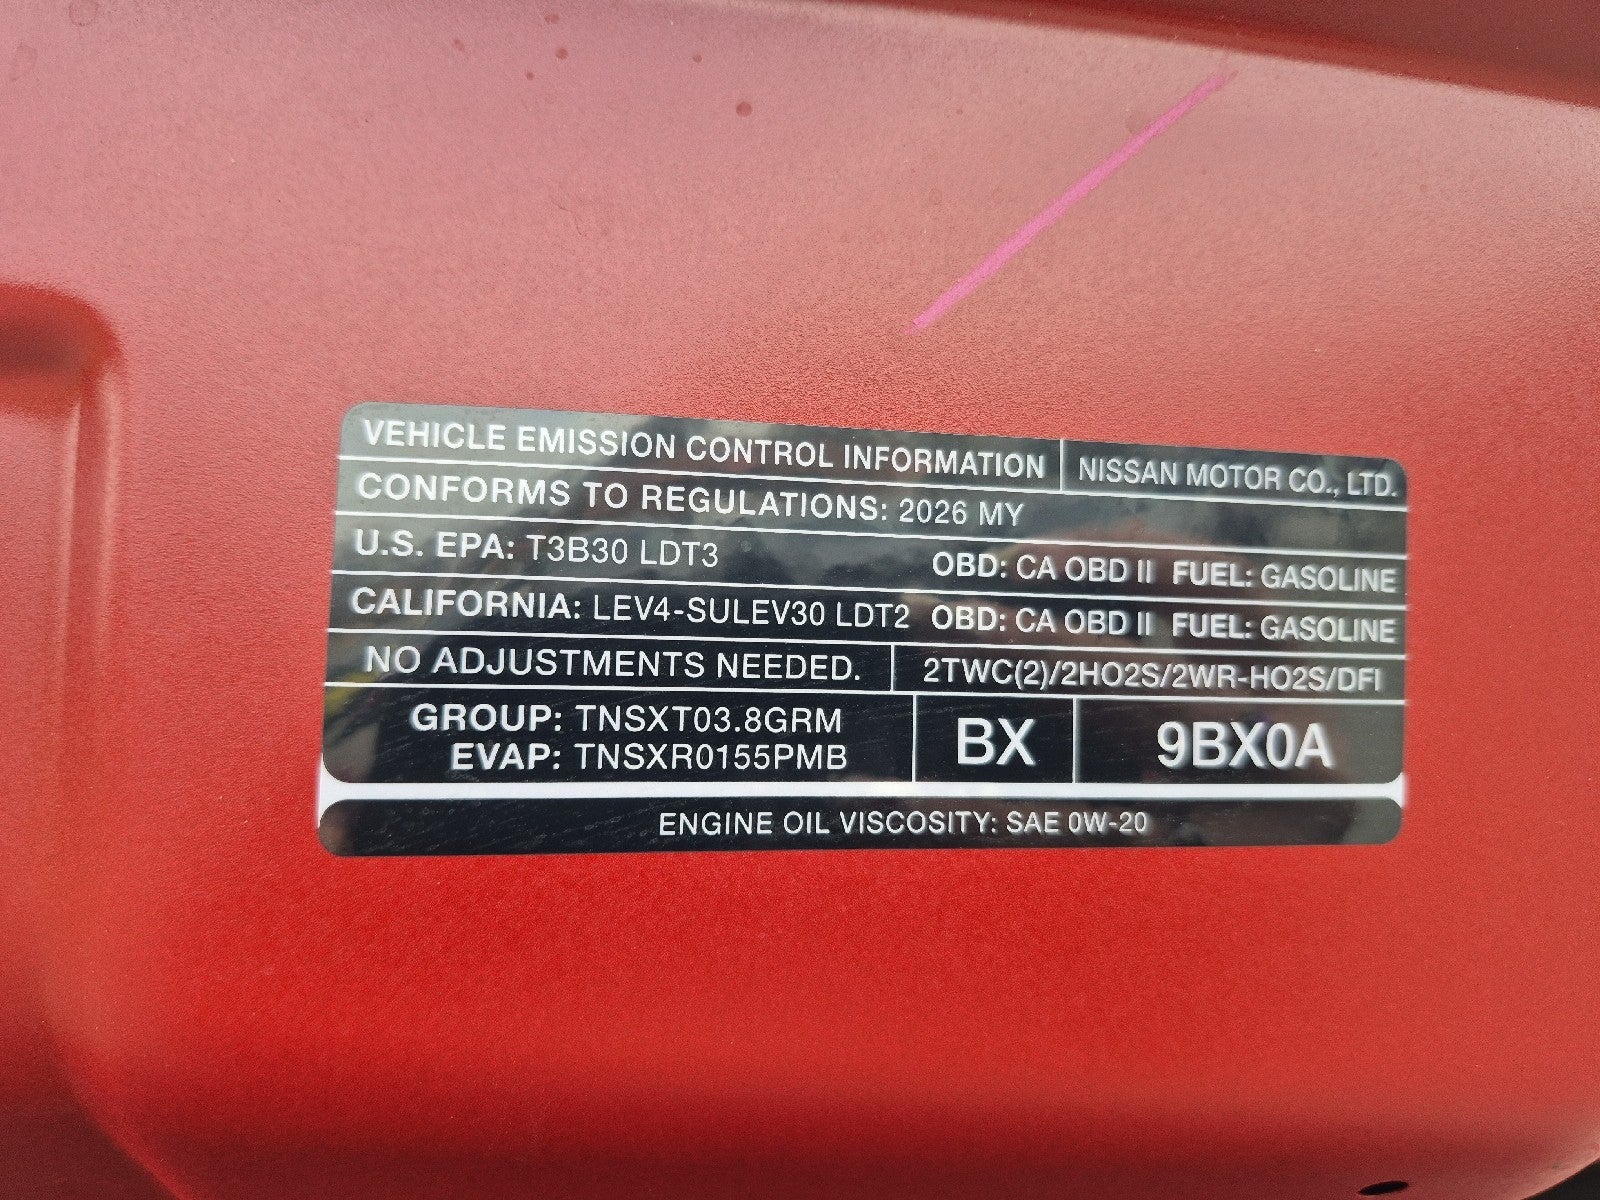 VEHICLE EMISSION CONTROL INFORMATION NISSAN MOTOR CO., LTD.
CONFORMS TO REGULATIONS: 2026 MY
U.S. EPA: T3B30 LDT3 OBD: CA OBD II FUEL: GASOLINE
CALIFORNIA: LEV4-SULEV30 LDT2 OBD: CA OBD II FUEL: GASOLINE
NO ADJUSTMENTS NEEDED. 2TWC(2)/2HO2S/2WR-HO2S/DFI
GROUP: TNSXT03.8GRM
EVAP: TNSXR0155PMB
BX
9BX0A
ENGINE OIL VISCOSITY: SAE 0W-20